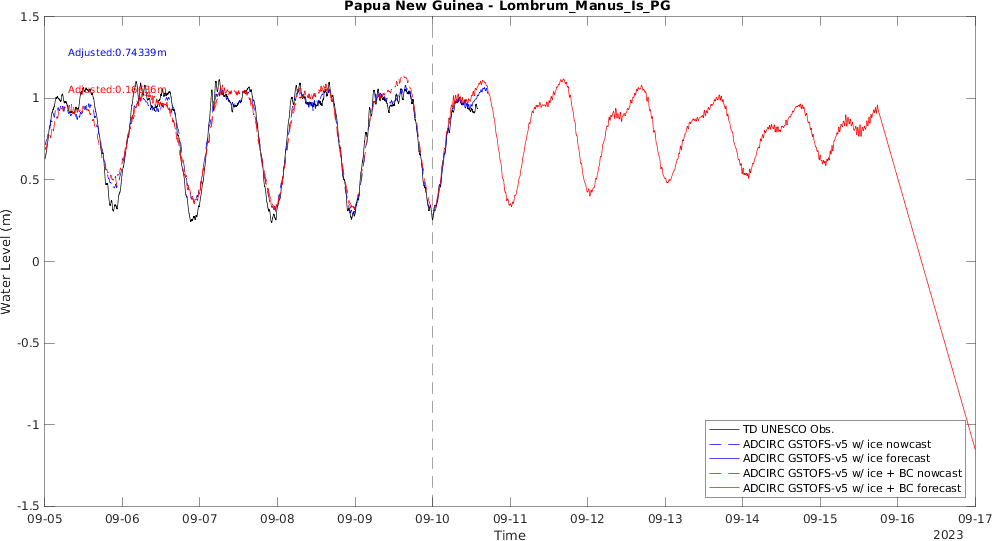 Papua New Guinea - Lombrum_Manus_Is_PG
1.5
Adjusted:0.74339m
1
0.5
0
-0.5
-1
-1.5
Water Level (m)
TD UNESCO Obs.
ADCIRC GSTOFS-v5 w/ ice nowcast
ADCIRC GSTOFS-v5 w/ ice forecast
ADCIRC GSTOFS-v5 w/ ice + BC nowcast
ADCIRC GSTOFS-v5 w/ ice + BC forecast
09-05 09-06 09-07 09-08 09-09 09-10 09-11 09-12 09-13 09-14 09-15 09-16 09-17
Time
2023